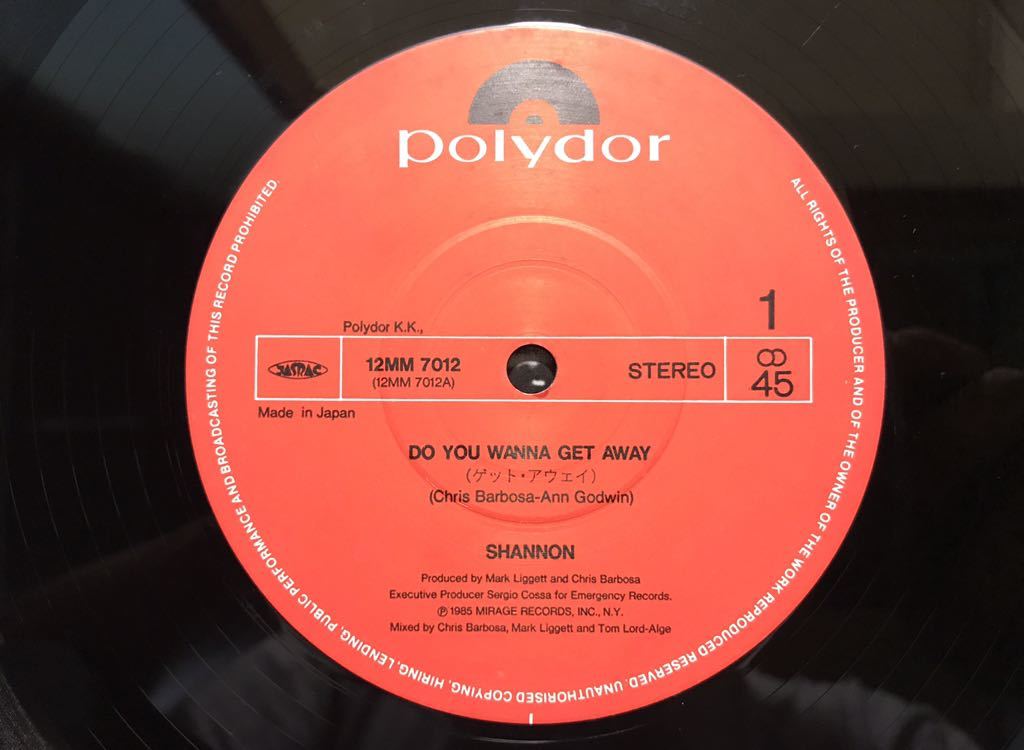 polydor
ALL RIGHTS OF THE PRODUCER AND OF THE OWNER OF THE WORK REPRODUCED RESERVED. UNAUTHORISED COPYING, HIRING, LENDING, PUBLIC PERFORMANCE AND BROADCASTING OF THIS RECORD PROHIBITED.
1
Polydor K.K.,
JASRAC
12MM 7012
(12MM 7012A)
STEREO
45
Made in Japan
DO YOU WANNA GET AWAY
(ゲット・アウェイ)
(Chris Barbosa-Ann Godwin)
SHANNON
Produced by Mark Liggett and Chris Barbosa
Executive Producer Sergio Cossa for Emergency Records.
℗ 1985 MIRAGE RECORDS, INC., N.Y.
Mixed by Chris Barbosa, Mark Liggett and Tom Lord-Alge